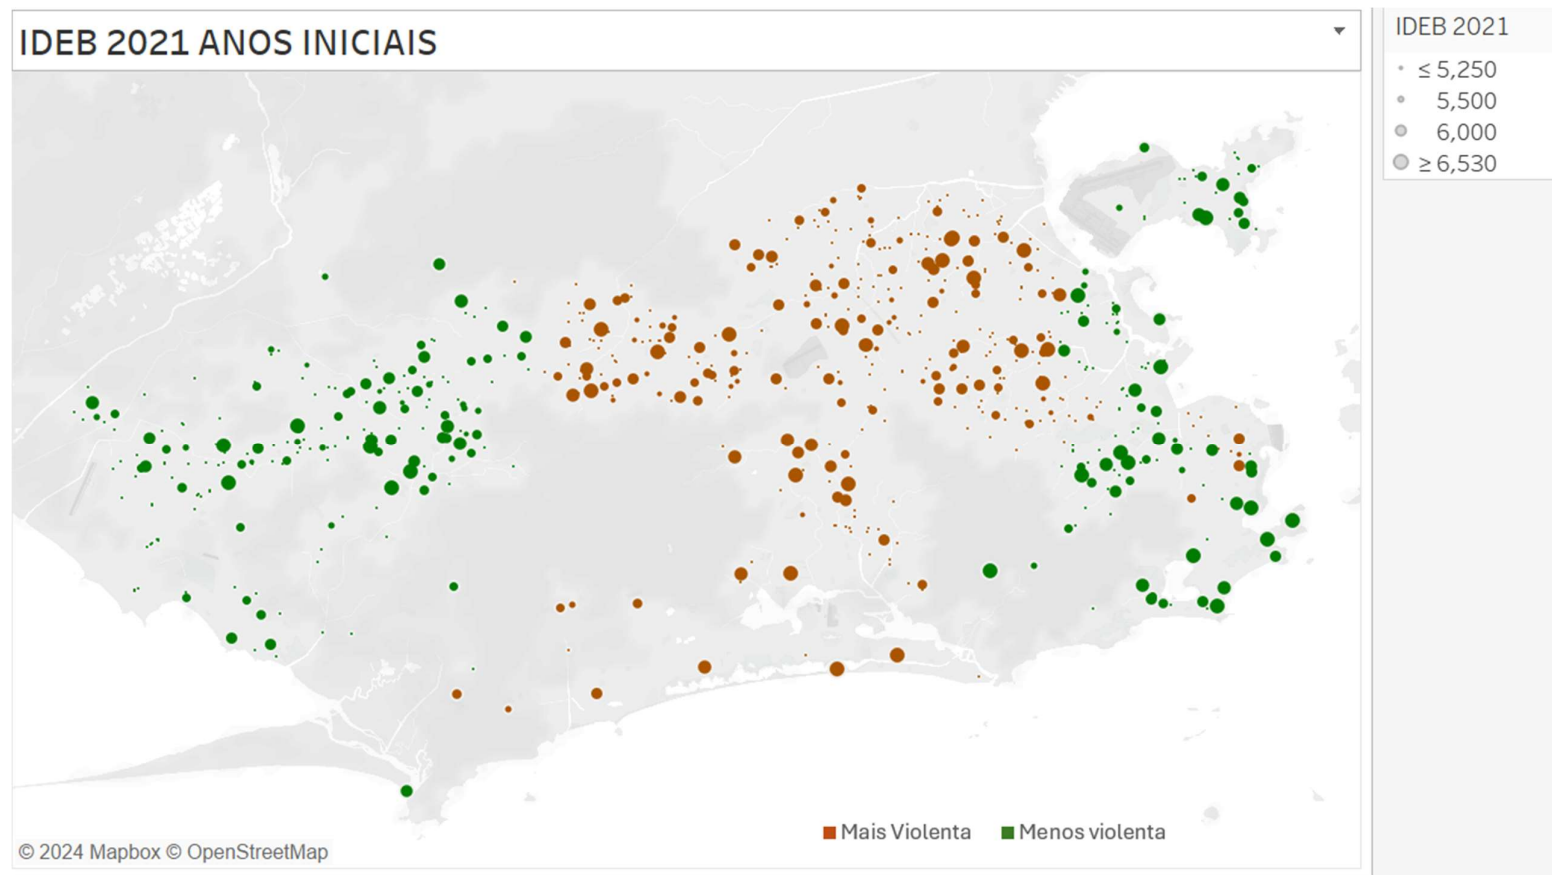 IDEB 2021 ANOS INICIAIS
IDEB 2021
≤ 5,250
5,500
6,000
≥ 6,530
Mais Violenta
Menos violenta
© 2024 Mapbox © OpenStreetMap